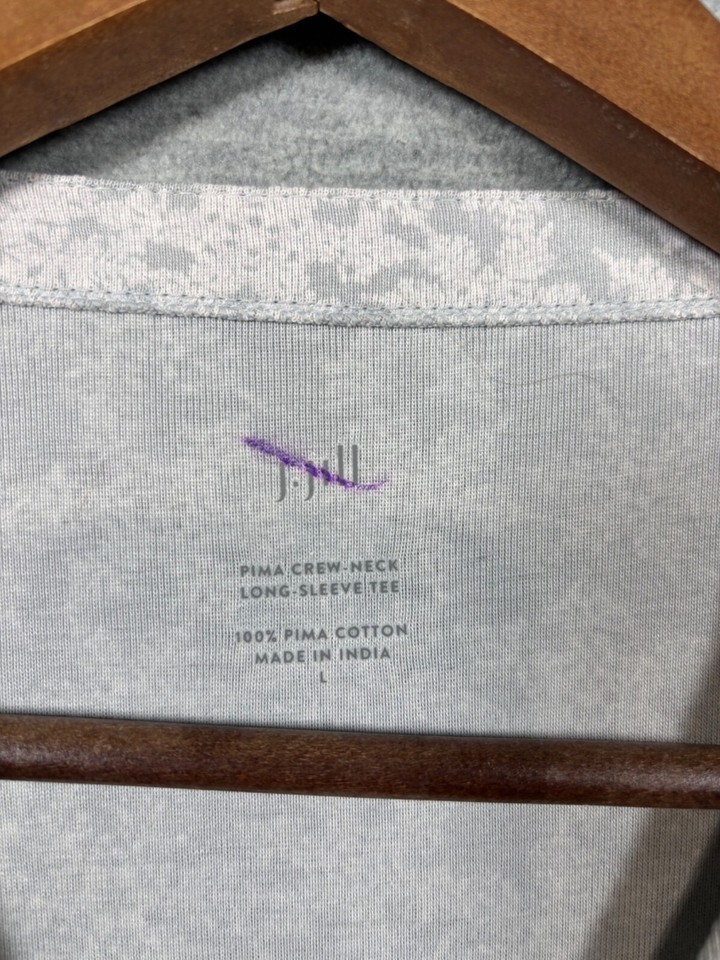 j.jill
PIMA CREW-NECK
LONG-SLEEVE TEE
100% PIMA COTTON
MADE IN INDIA
L